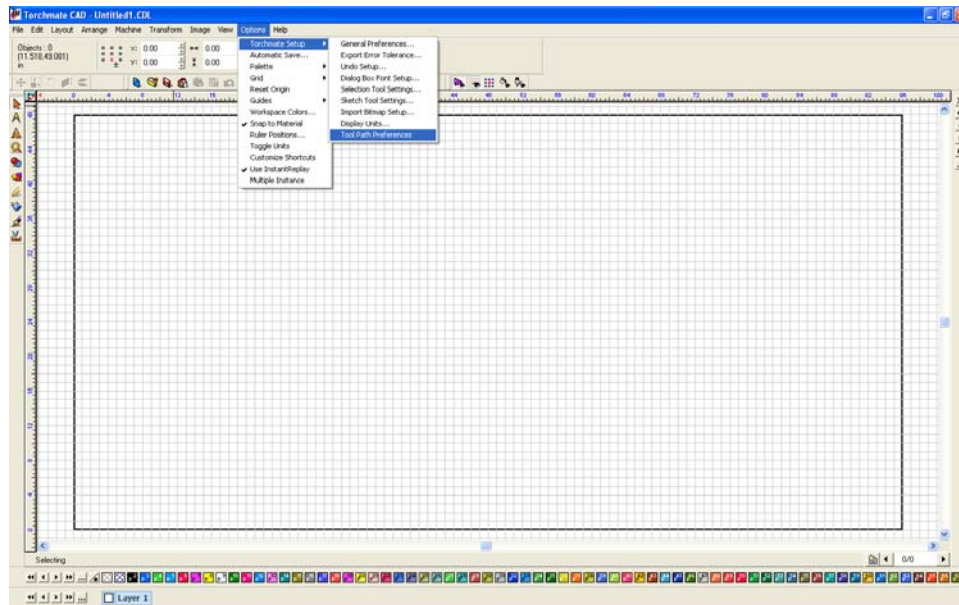 Torchmate CAD - Untitled1.CDL
File Edit Layout Arrange Machine Transform Image View Options Help
Objects : 0
(11.518,43.081)
in
x: 0.00
y: 0.00
0.00
0.00
Torchmate Setup
Automatic Save...
Palette
Grid
Reset Origin
Guides
Workspace Colors...
Snap to Material
Ruler Positions...
Toggle Units
Customize Shortcuts
Use InstantReplay
Multiple Instance
General Preferences...
Export Error Tolerance...
Undo Setup...
Dialog Box Font Setup...
Selection Tool Settings...
Sketch Tool Settings...
Import Bitmap Setup...
Display Units...
Tool Path Preferences
Selecting
0/0
Layer 1